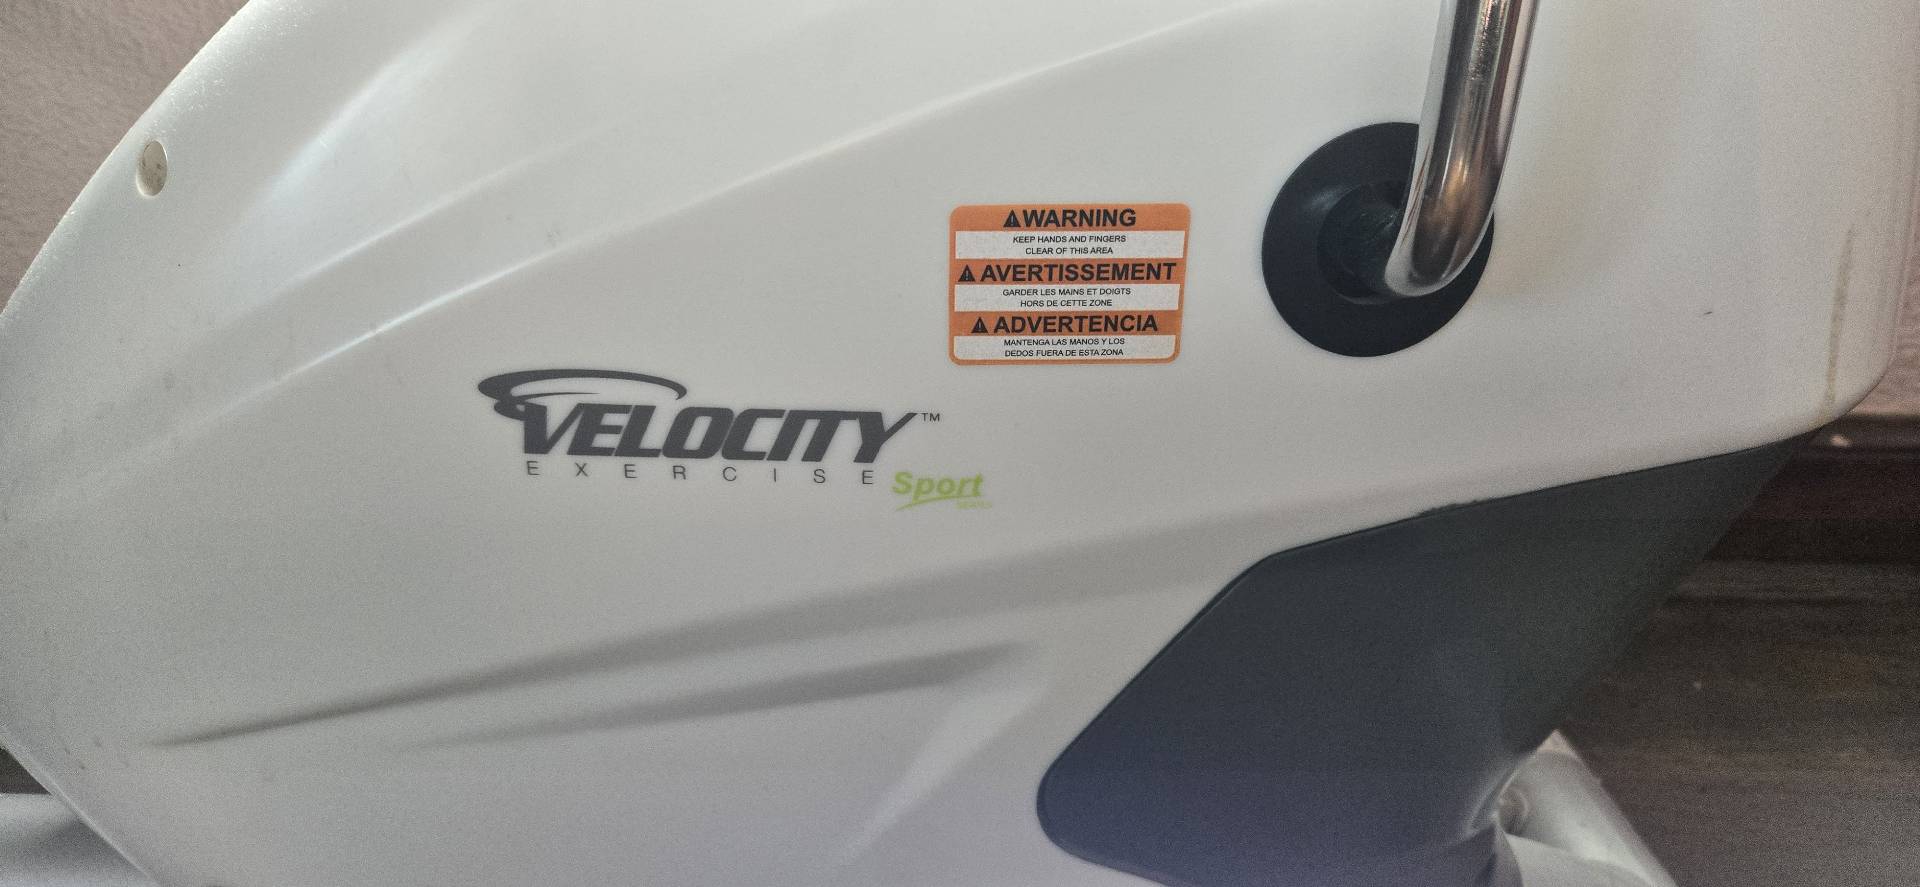 ⚠WARNING
KEEP HANDS AND FINGERS
CLEAR OF THIS AREA
⚠ AVERTISSEMENT
GARDER LES MAINS ET DOIGTS
HORS DE CETTE ZONE
⚠ ADVERTENCIA
MANTENGA LAS MANOS Y LOS
DEDOS FUERA DE ESTA ZONA
VELOCITY™
EXERCISE
Sport